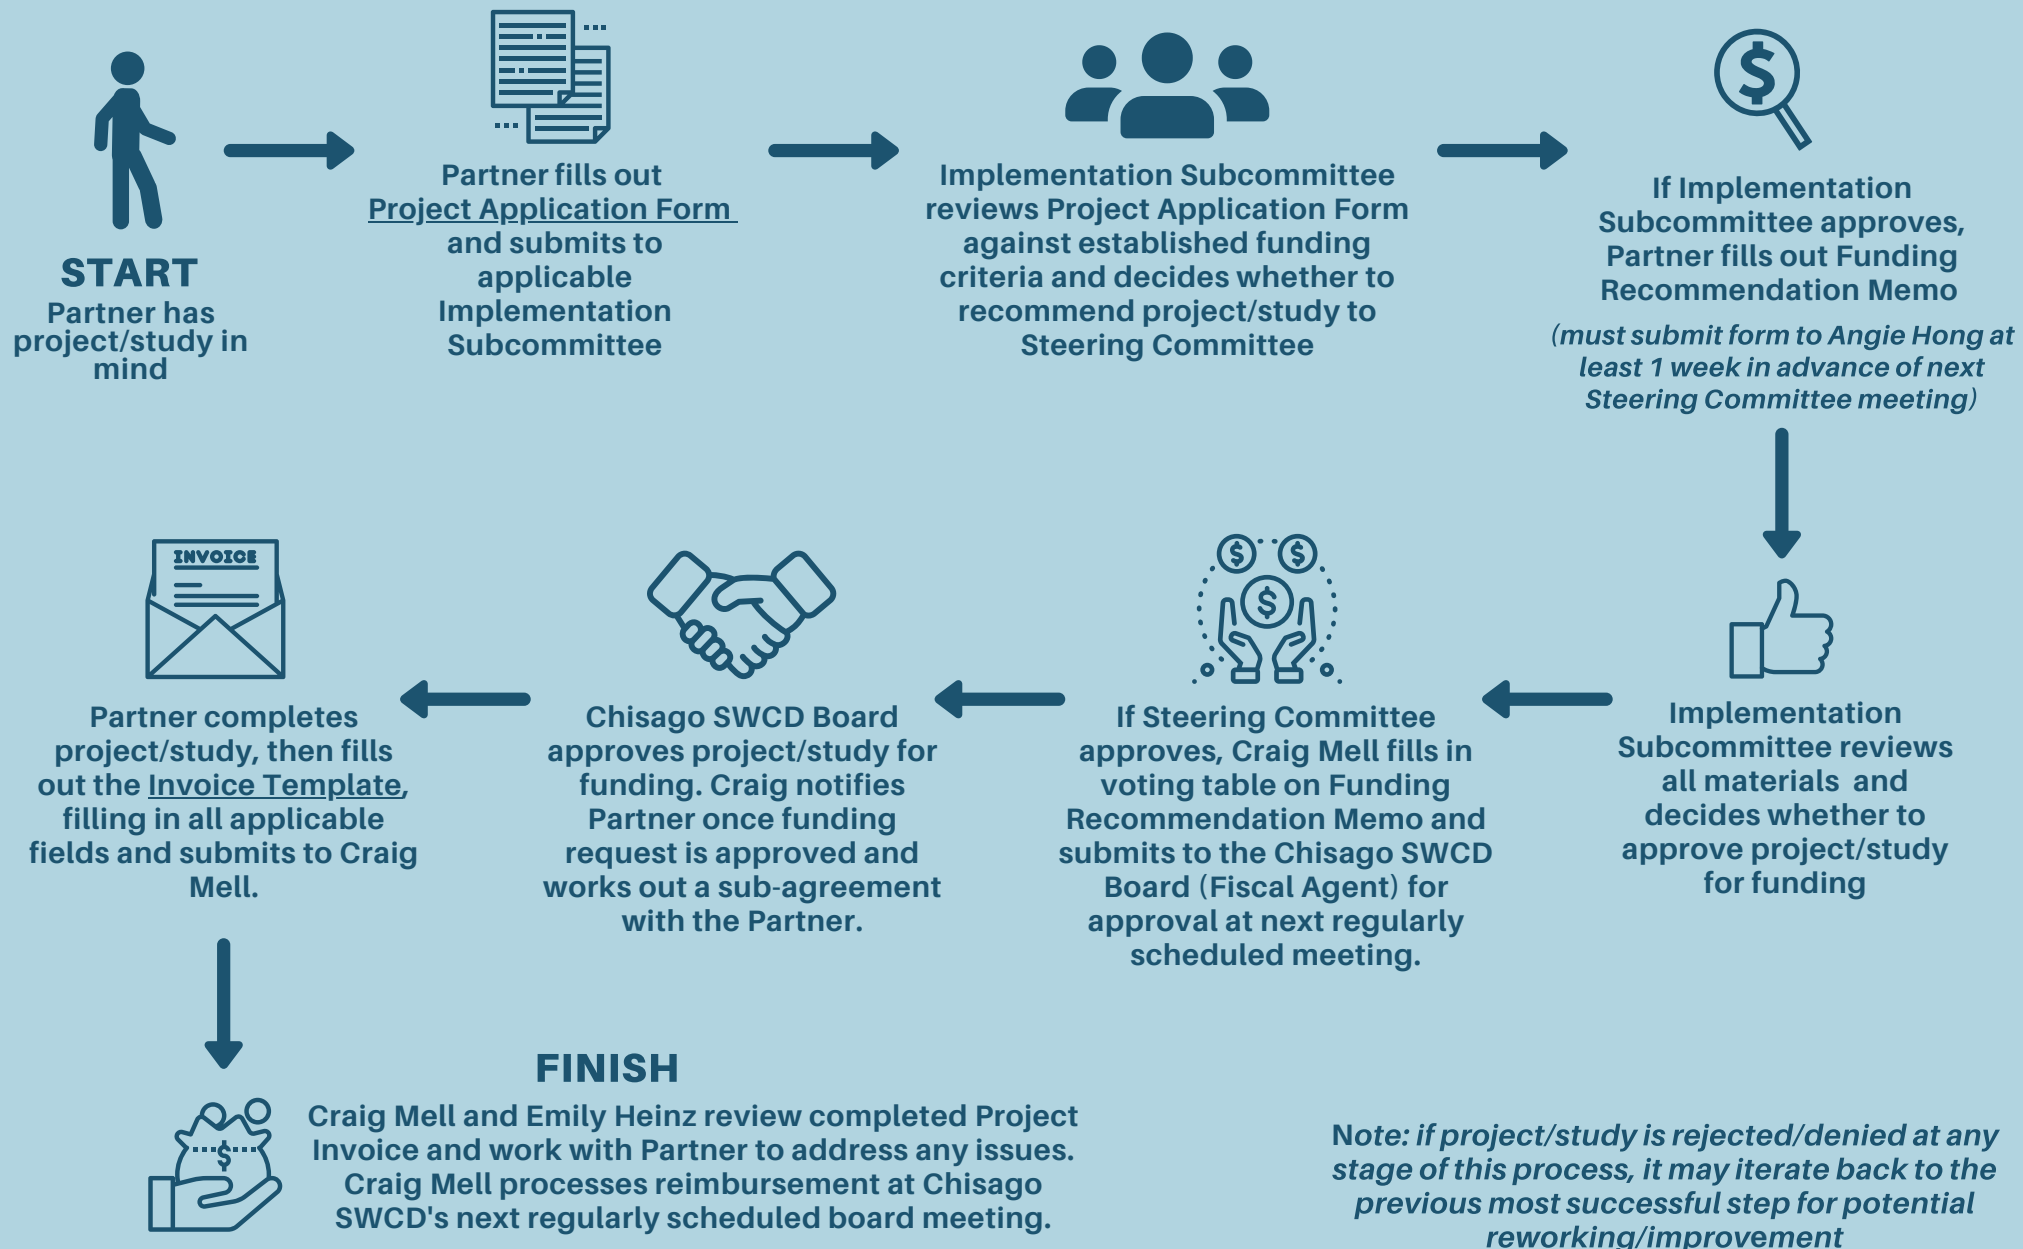 START
Partner has
project/study in
mind
Partner fills out
Project Application Form
and submits to
applicable
Implementation
Subcommittee
Implementation Subcommittee
reviews Project Application Form
against established funding
criteria and decides whether to
recommend project/study to
Steering Committee
$
If Implementation
Subcommittee approves,
Partner fills out Funding
Recommendation Memo
(must submit form to Angie Hong at
least 1 week in advance of next
Steering Committee meeting)
Implementation
Subcommittee reviews
all materials and
decides whether to
approve project/study
for funding
$ $
$
If Steering Committee
approves, Craig Mell fills in
voting table on Funding
Recommendation Memo and
submits to the Chisago SWCD
Board (Fiscal Agent) for
approval at next regularly
scheduled meeting.
Chisago SWCD Board
approves project/study for
funding. Craig notifies
Partner once funding
request is approved and
works out a sub-agreement
with the Partner.
INVOICE
Partner completes
project/study, then fills
out the Invoice Template,
filling in all applicable
fields and submits to Craig
Mell.
$
FINISH
Craig Mell and Emily Heinz review completed Project
Invoice and work with Partner to address any issues.
Craig Mell processes reimbursement at Chisago
SWCD's next regularly scheduled board meeting.
Note: if project/study is rejected/denied at any
stage of this process, it may iterate back to the
previous most successful step for potential
reworking/improvement